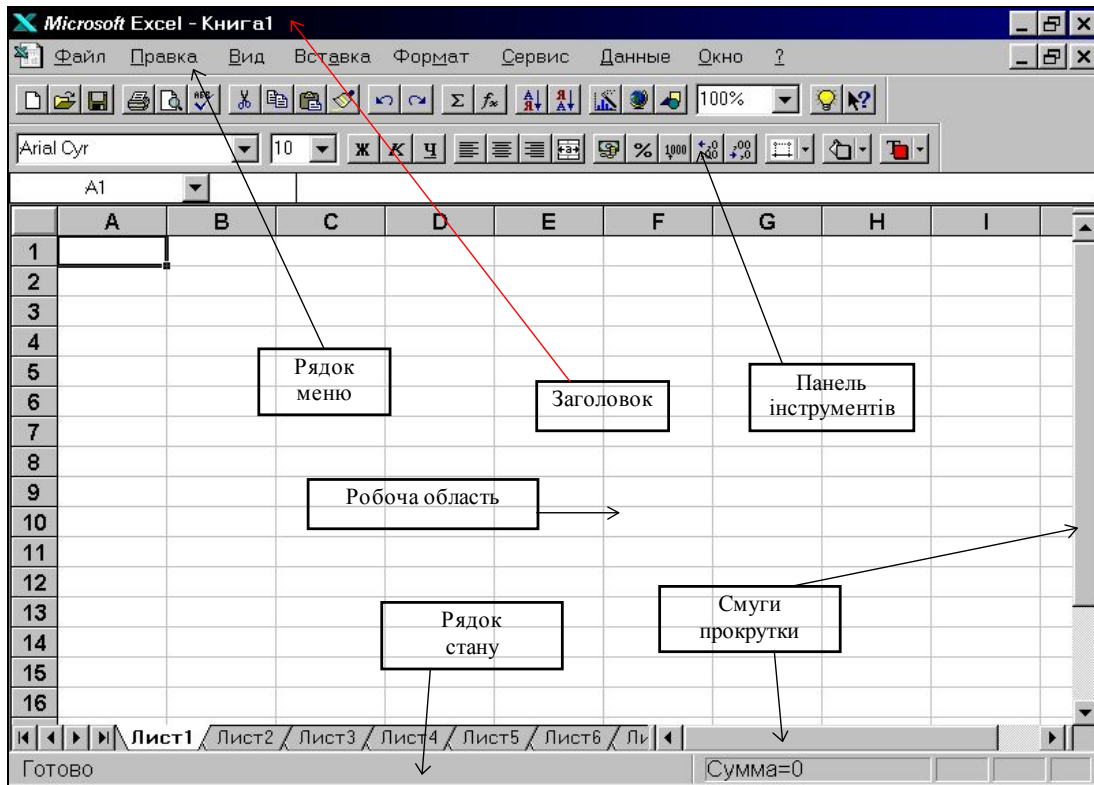 Microsoft Excel - Книга1
Файл Правка Вид Вставка Формат Сервис Данные Окно ?
100%
Arial Cyr 10 Ж К Ч % 1,000
A1
A B C D E F G H I
1
2
3
4
5
6
7
8
9
10
11
12
13
14
15
16
Рядок
меню
Заголовок
Панель
інструментів
Робоча область
Рядок
стану
Смуги
прокрутки
Лист1 Лист2 Лист3 Лист4 Лист5 Лист6
Готово Сумма=0